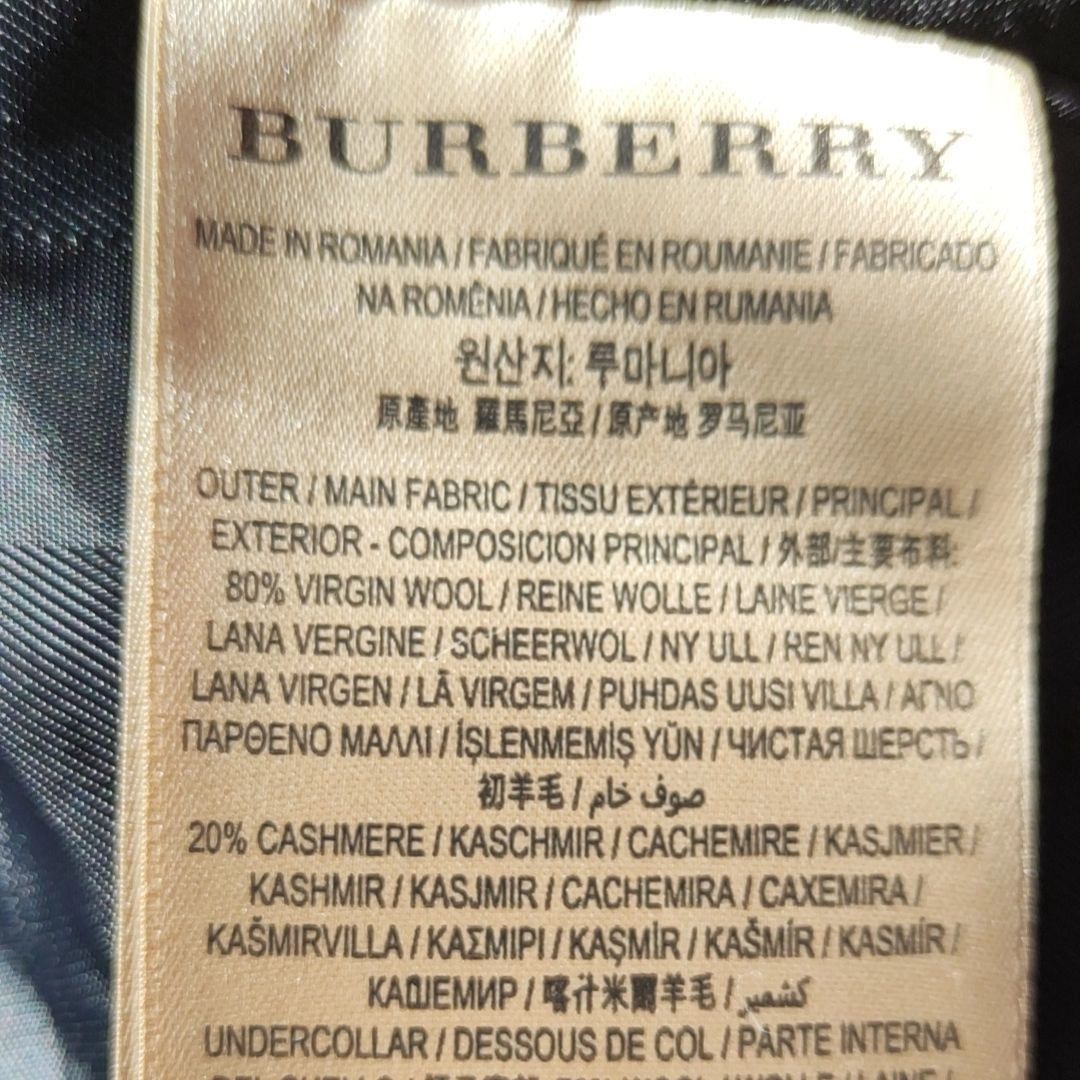 BURBERRY
MADE IN ROMANIA / FABRIQUÉ EN ROUMANIE / FABRICADO
NA ROMÊNIA / HECHO EN RUMANIA
원산지: 루마니아
原產地 羅馬尼亞 / 原产地 罗马尼亚
OUTER / MAIN FABRIC / TISSU EXTÉRIEUR / PRINCIPAL /
EXTERIOR - COMPOSICION PRINCIPAL / 外部/主要布料:
80% VIRGIN WOOL / REINE WOLLE / LAINE VIERGE /
LANA VERGINE / SCHEERWOL / NY ULL / REN NY ULL /
LANA VIRGEN / LÃ VIRGEM / PUHDAS UUSI VILLA / ΑΓΝΟ
ΠΑΡΘΕΝΟ ΜΑΛΛΙ / İŞLENMEMİŞ YÜN / ЧИСТАЯ ШЕРСТЬ /
初羊毛 / صوف خام
20% CASHMERE / KASCHMIR / CACHEMIRE / KASJMIER /
KASHMIR / KASJMIR / CACHEMIRA / CAXEMIRA /
KAŠMIRVILLA / ΚΑΣΜΙΡΙ / KAŞMİR / KAŠMÍR / KASMÍR /
КАШЕМИР / 喀什米爾羊毛 / كشمير
UNDERCOLLAR / DESSOUS DE COL / PARTE INTERNA